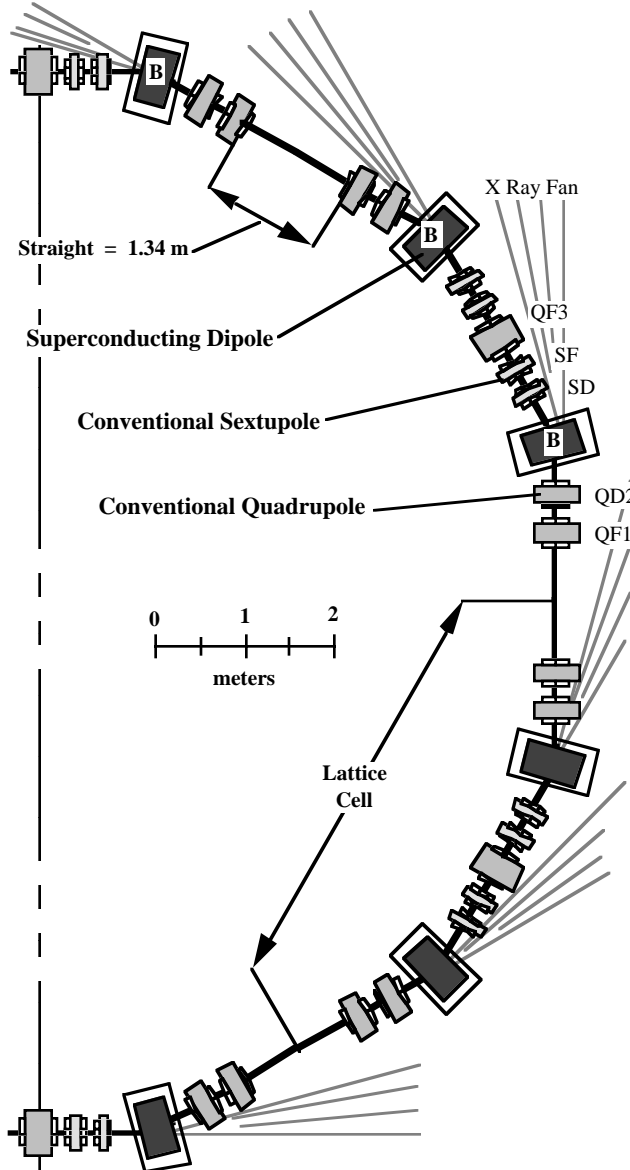 B
X Ray Fan
B
Straight = 1.34 m
QF3
Superconducting Dipole
SF
SD
Conventional Sextupole
B
Conventional Quadrupole
QD2
QF1
0 1 2
meters
Lattice
Cell